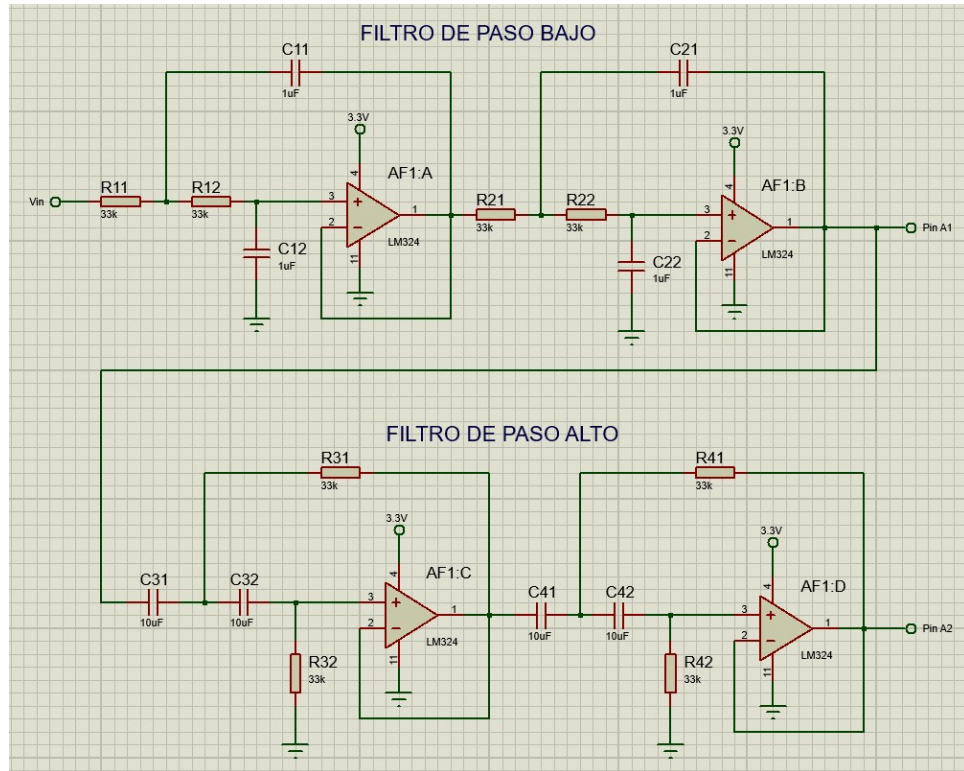 FILTRO DE PASO BAJO
C11
1uF
C21
1uF
3.3V
3.3V
AF1:A
AF1:B
Vin
R11
33k
R12
33k
3
2
1
4
11
LM324
C12
1uF
R21
33k
R22
33k
3
2
1
4
11
LM324
C22
1uF
Pin A1
FILTRO DE PASO ALTO
R31
33k
R41
33k
3.3V
3.3V
AF1:C
AF1:D
C31
10uF
C32
10uF
3
2
1
4
11
LM324
R32
33k
C41
10uF
C42
10uF
3
2
1
4
11
LM324
R42
33k
Pin A2